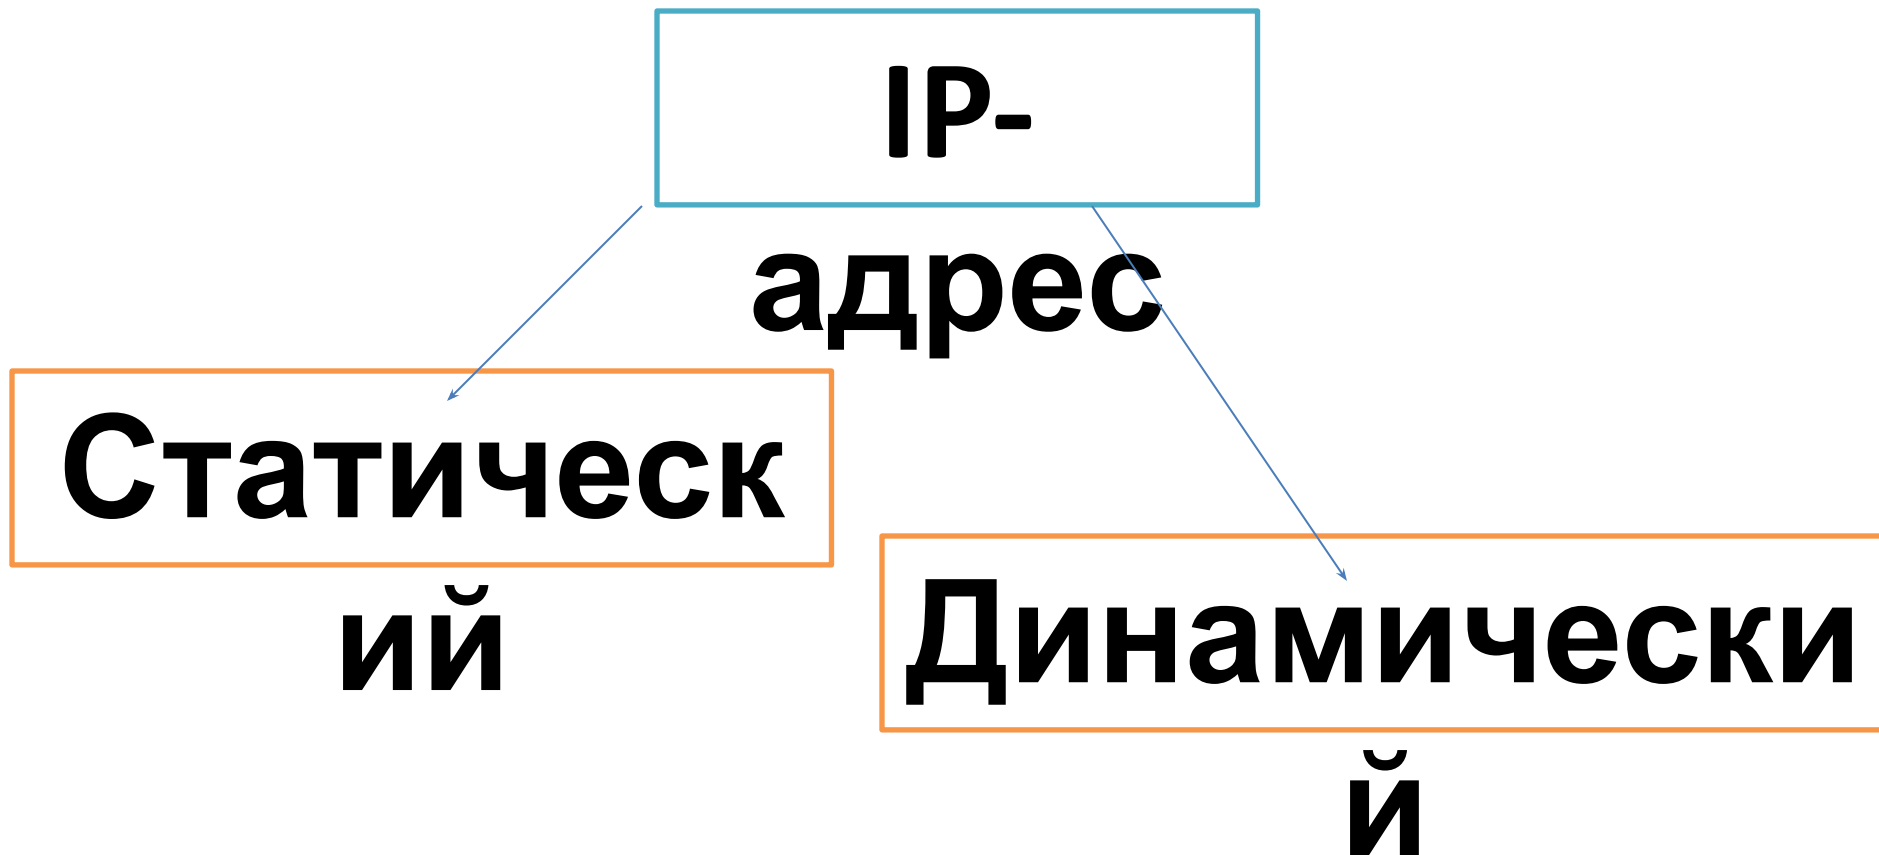 IP-
адрес
Статическ
ий
Динамически
й